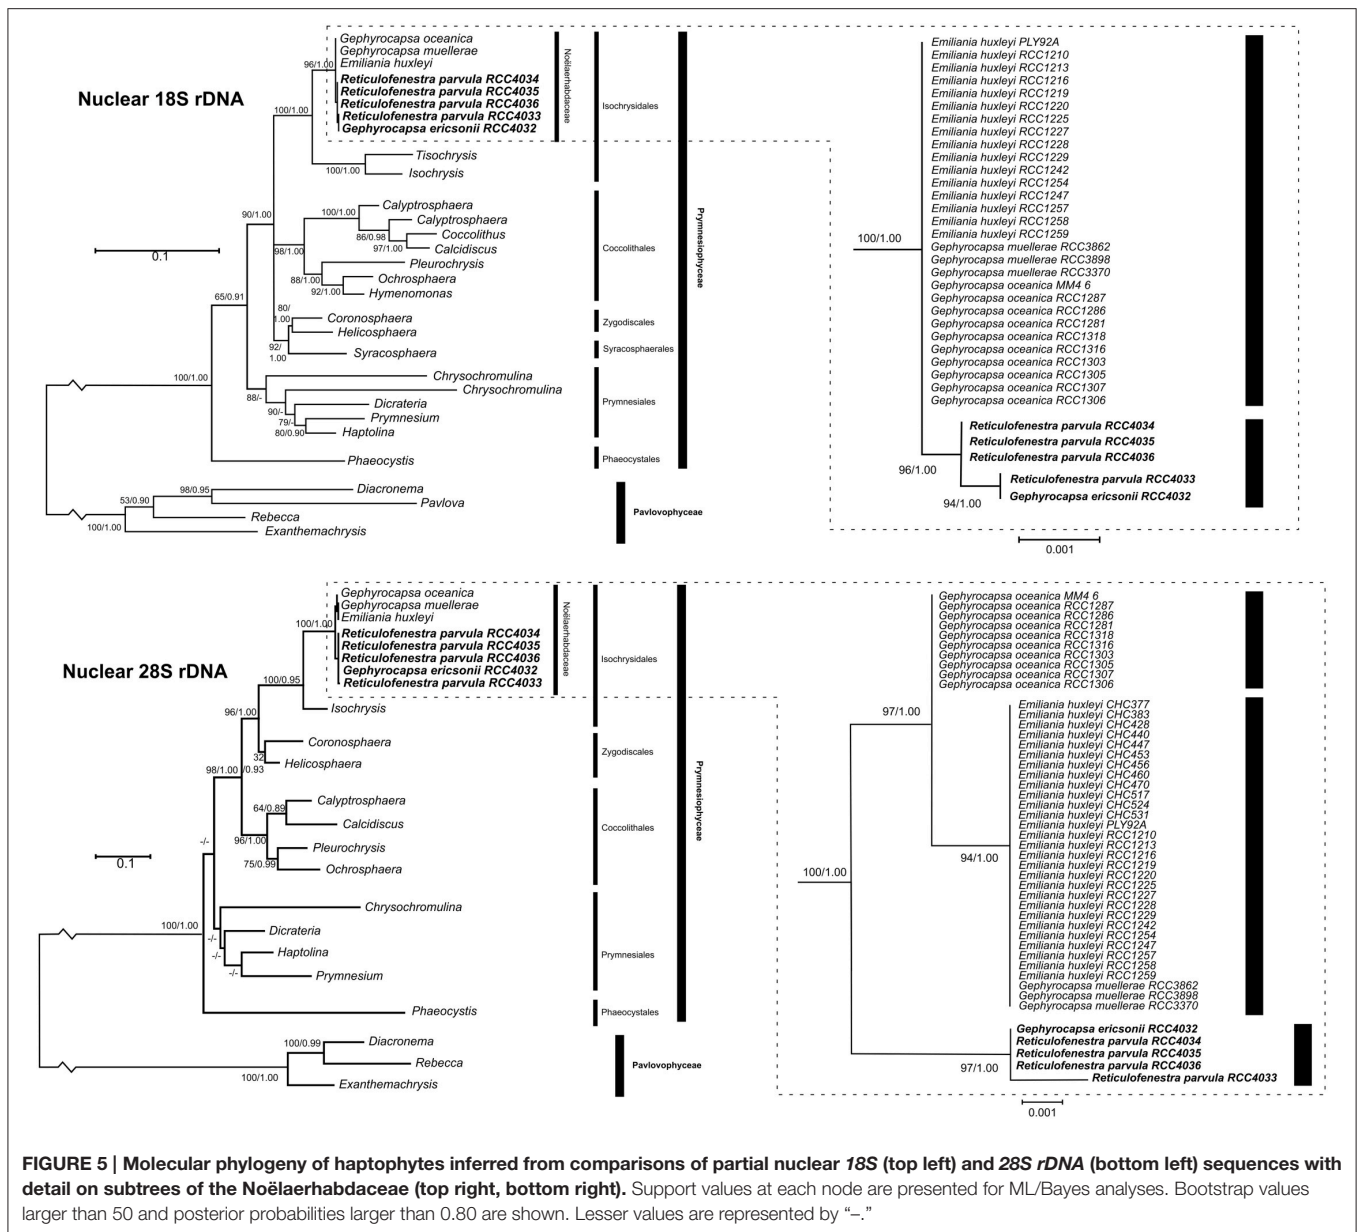 Nuclear 18S rDNA
Gephyrocapsa oceanica
Gephyrocapsa muellerae
Emiliania huxleyi
96/1.00
Reticulofenestra parvula RCC4034
Reticulofenestra parvula RCC4035
Reticulofenestra parvula RCC4036
Reticulofenestra parvula RCC4033
Gephyrocapsa ericsonii RCC4032
100/1.00
Tisochrysis
100/1.00
Isochrysis
Calyptrosphaera
100/1.00
Calyptrosphaera
90/1.00
86/0.98
Coccolithus
97/1.00
Calcidiscus
98/1.00
Pleurochrysis
88/1.00
Ochrosphaera
92/1.00
Hymenomonas
0.1
65/0.91
80/
1.00
Coronosphaera
Helicosphaera
92/
1.00
Syracosphaera
100/1.00
Chrysochromulina
Chrysochromulina
88/-
Dicrateria
90/-
Prymnesium
79/-
80/0.90
Haptolina
Phaeocystis
Diacronema
98/0.95
Pavlova
53/0.90
Rebecca
100/1.00
Exanthemachrysis
Noëlaerhabdaceae
Isochrysidales
Coccolithales
Zygodiscales
Syracosphaerales
Prymnesiales
Phaeocystales
Prymnesiophyceae
Pavlovophyceae
Emiliania huxleyi PLY92A
Emiliania huxleyi RCC1210
Emiliania huxleyi RCC1213
Emiliania huxleyi RCC1216
Emiliania huxleyi RCC1219
Emiliania huxleyi RCC1220
Emiliania huxleyi RCC1225
Emiliania huxleyi RCC1227
Emiliania huxleyi RCC1228
Emiliania huxleyi RCC1229
Emiliania huxleyi RCC1242
Emiliania huxleyi RCC1254
Emiliania huxleyi RCC1247
Emiliania huxleyi RCC1257
Emiliania huxleyi RCC1258
Emiliania huxleyi RCC1259
100/1.00
Gephyrocapsa muellerae RCC3862
Gephyrocapsa muellerae RCC3898
Gephyrocapsa muellerae RCC3370
Gephyrocapsa oceanica MM4 6
Gephyrocapsa oceanica RCC1287
Gephyrocapsa oceanica RCC1286
Gephyrocapsa oceanica RCC1281
Gephyrocapsa oceanica RCC1318
Gephyrocapsa oceanica RCC1316
Gephyrocapsa oceanica RCC1303
Gephyrocapsa oceanica RCC1305
Gephyrocapsa oceanica RCC1307
Gephyrocapsa oceanica RCC1306
Reticulofenestra parvula RCC4034
Reticulofenestra parvula RCC4035
Reticulofenestra parvula RCC4036
96/1.00
Reticulofenestra parvula RCC4033
94/1.00
Gephyrocapsa ericsonii RCC4032
0.001
Nuclear 28S rDNA
Gephyrocapsa oceanica
Gephyrocapsa muellerae
Emiliania huxleyi
100/1.00
Reticulofenestra parvula RCC4034
Reticulofenestra parvula RCC4035
Reticulofenestra parvula RCC4036
Gephyrocapsa ericsonii RCC4032
Reticulofenestra parvula RCC4033
100/0.95
Isochrysis
96/1.00
Coronosphaera
32
/0.93
Helicosphaera
98/1.00
Calyptrosphaera
64/0.89
Calcidiscus
96/1.00
Pleurochrysis
75/0.99
Ochrosphaera
-/-
0.1
Chrysochromulina
100/1.00
Dicrateria
-/-
Haptolina
-/-
Prymnesium
-/-
Phaeocystis
Diacronema
100/0.99
Rebecca
100/1.00
Exanthemachrysis
Noëlaerhabdaceae
Isochrysidales
Zygodiscales
Coccolithales
Prymnesiales
Phaeocystales
Prymnesiophyceae
Pavlovophyceae
Gephyrocapsa oceanica MM4 6
Gephyrocapsa oceanica RCC1287
Gephyrocapsa oceanica RCC1286
Gephyrocapsa oceanica RCC1281
Gephyrocapsa oceanica RCC1318
Gephyrocapsa oceanica RCC1316
Gephyrocapsa oceanica RCC1303
Gephyrocapsa oceanica RCC1305
Gephyrocapsa oceanica RCC1307
Gephyrocapsa oceanica RCC1306
97/1.00
Emiliania huxleyi CHC377
Emiliania huxleyi CHC383
Emiliania huxleyi CHC428
Emiliania huxleyi CHC440
Emiliania huxleyi CHC447
Emiliania huxleyi CHC453
Emiliania huxleyi CHC456
Emiliania huxleyi CHC460
Emiliania huxleyi CHC470
Emiliania huxleyi CHC517
Emiliania huxleyi CHC524
Emiliania huxleyi CHC531
Emiliania huxleyi PLY92A
Emiliania huxleyi RCC1210
Emiliania huxleyi RCC1213
Emiliania huxleyi RCC1216
94/1.00
Emiliania huxleyi RCC1219
Emiliania huxleyi RCC1220
100/1.00
Emiliania huxleyi RCC1225
Emiliania huxleyi RCC1227
Emiliania huxleyi RCC1228
Emiliania huxleyi RCC1229
Emiliania huxleyi RCC1242
Emiliania huxleyi RCC1254
Emiliania huxleyi RCC1247
Emiliania huxleyi RCC1257
Emiliania huxleyi RCC1258
Emiliania huxleyi RCC1259
Gephyrocapsa muellerae RCC3862
Gephyrocapsa muellerae RCC3898
Gephyrocapsa muellerae RCC3370
Gephyrocapsa ericsonii RCC4032
Reticulofenestra parvula RCC4034
Reticulofenestra parvula RCC4035
Reticulofenestra parvula RCC4036
97/1.00
Reticulofenestra parvula RCC4033
0.001
FIGURE 5 | Molecular phylogeny of haptophytes inferred from comparisons of partial nuclear 18S (top left) and 28S rDNA (bottom left) sequences with
detail on subtrees of the Noëlaerhabdaceae (top right, bottom right). Support values at each node are presented for ML/Bayes analyses. Bootstrap values
larger than 50 and posterior probabilities larger than 0.80 are shown. Lesser values are represented by “–.”